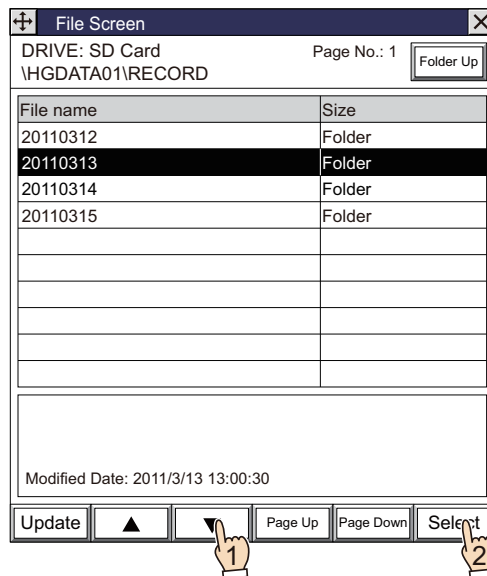 File Screen
DRIVE: SD Card Page No.: 1 Folder Up
\HGDATA01\RECORD
File name Size
20110312 Folder
20110313 Folder
20110314 Folder
20110315 Folder
Modified Date: 2011/3/13 13:00:30
Update ▲ ▼ Page Up Page Down Select
1 2